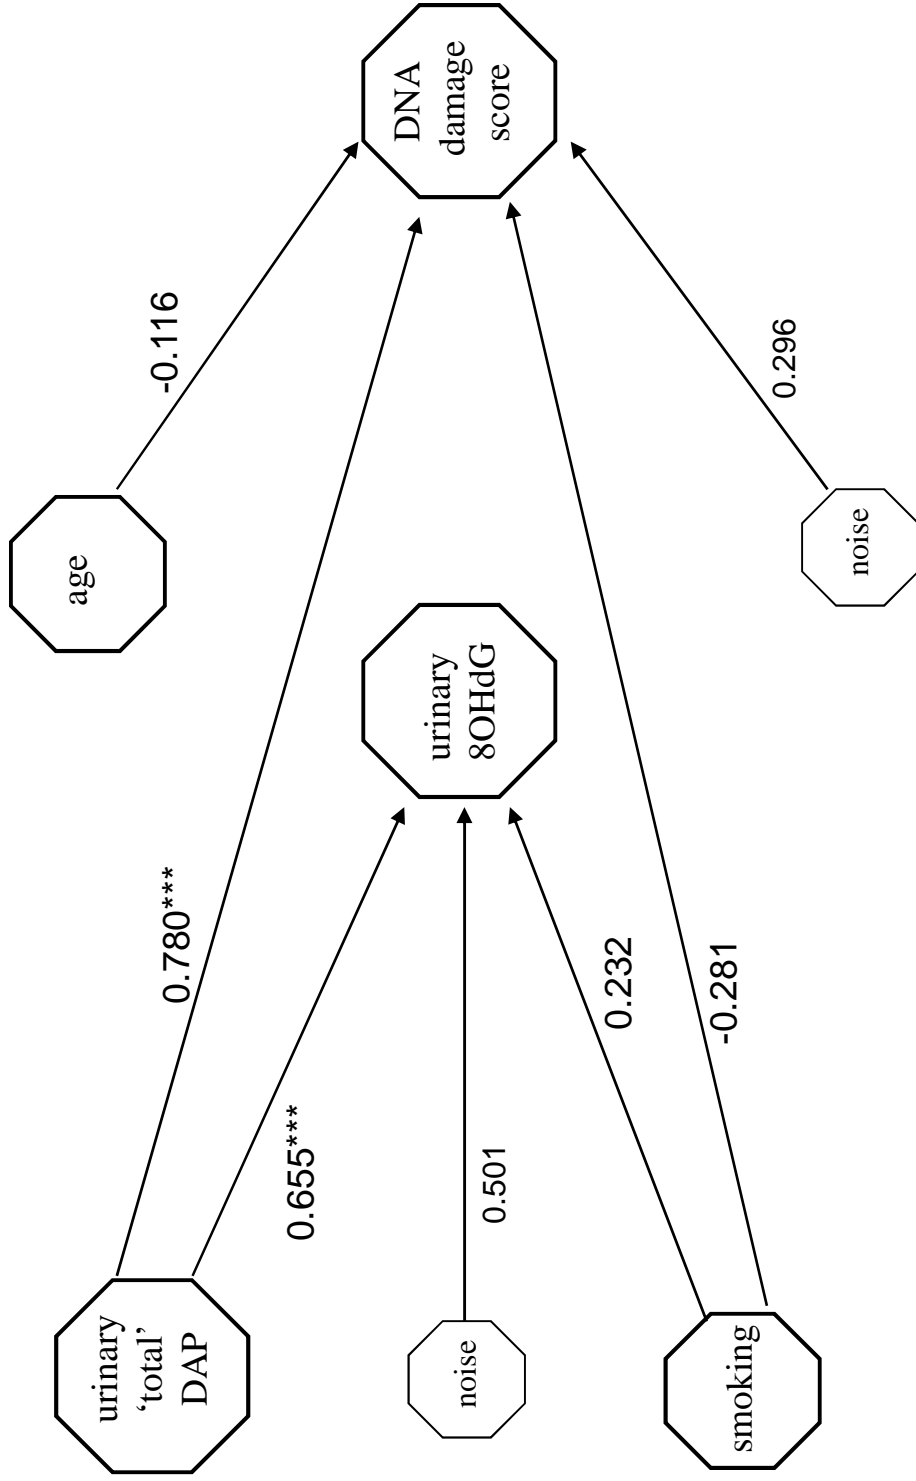 urinary
‘total’
DAP
0.780***
-0.116
age
DNA
damage
score
0.655***
urinary
8OHdG
noise
0.501
0.232
smoking
-0.281
noise
0.296